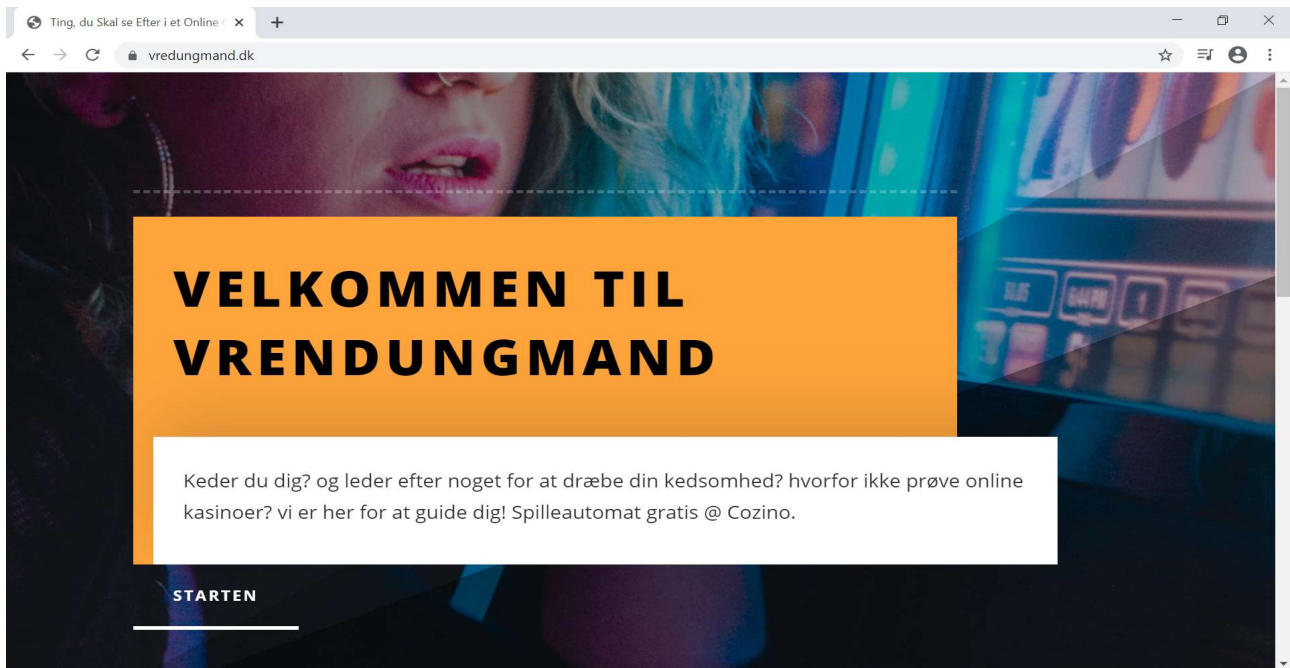 Ting, du Skal se Efter i et Online
vredungmand.dk
VELKOMMEN TIL
VRENDUNGMAND
Keder du dig? og leder efter noget for at dræbe din kedsomhed? hvorfor ikke prøve online
kasinoer? vi er her for at guide dig! Spilleautomat gratis @ Cozino.
STARTEN